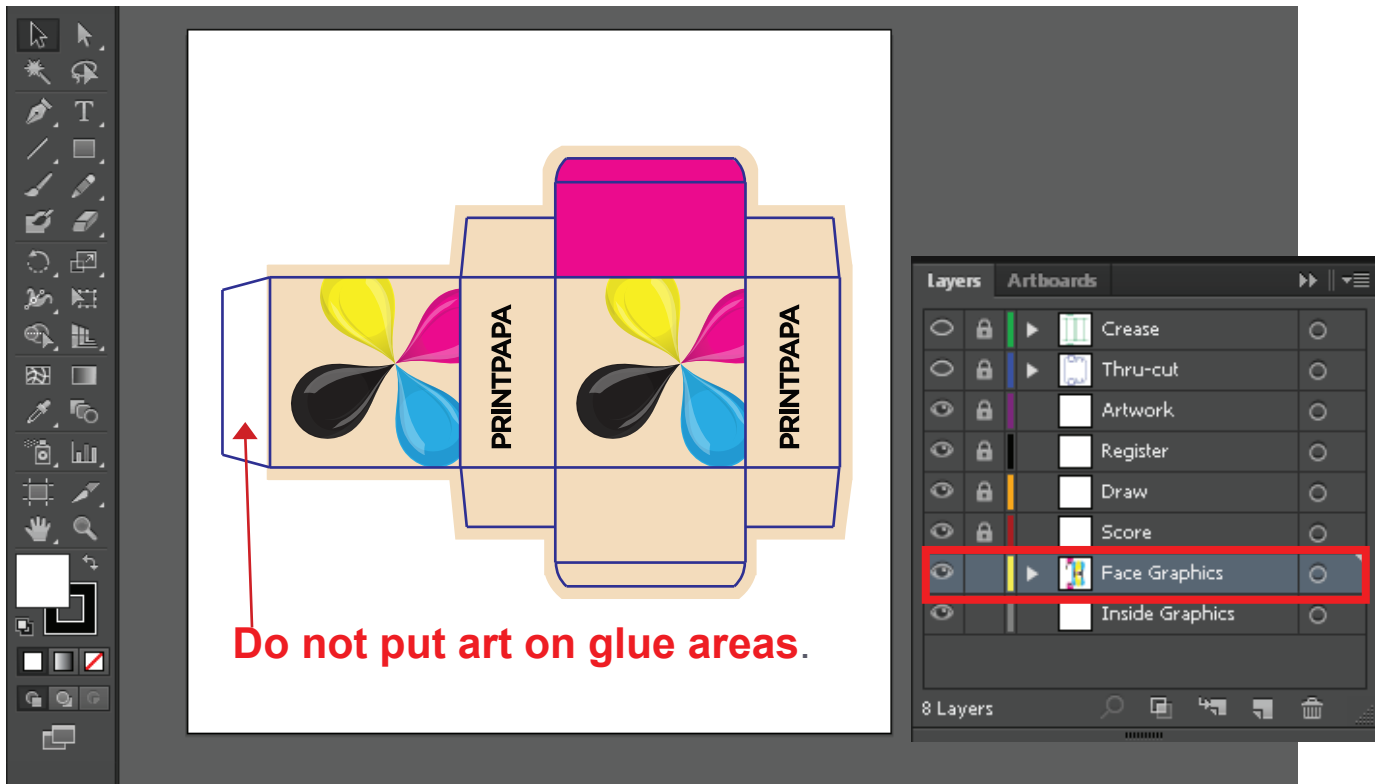 T
PRINTPAPA
PRINTPAPA
Do not put art on glue areas.
Layers Artboards
Crease
Thru-cut
Artwork
Register
Draw
Score
Face Graphics
Inside Graphics
8 Layers